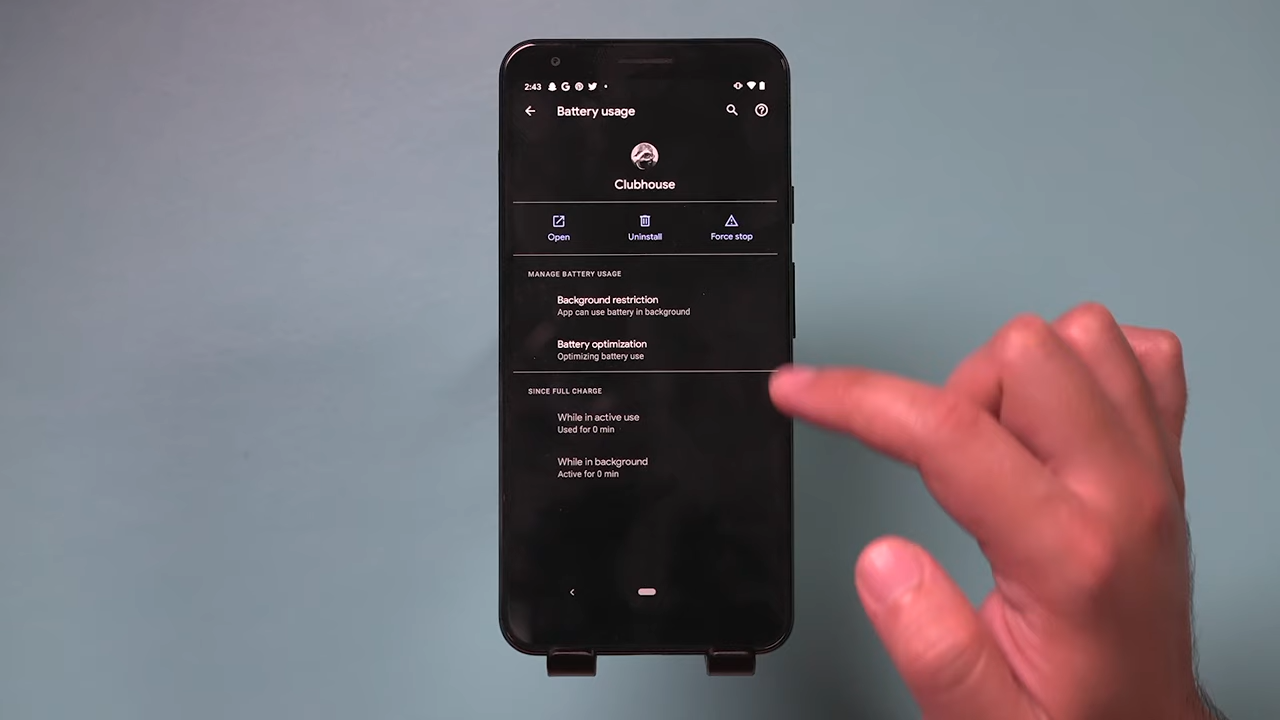 2:43
Battery usage
Clubhouse
Open Uninstall Force stop
MANAGE BATTERY USAGE
Background restriction
App can use battery in background
Battery optimization
Optimizing battery use
SINCE FULL CHARGE
While in active use
Used for 0 min
While in background
Active for 0 min